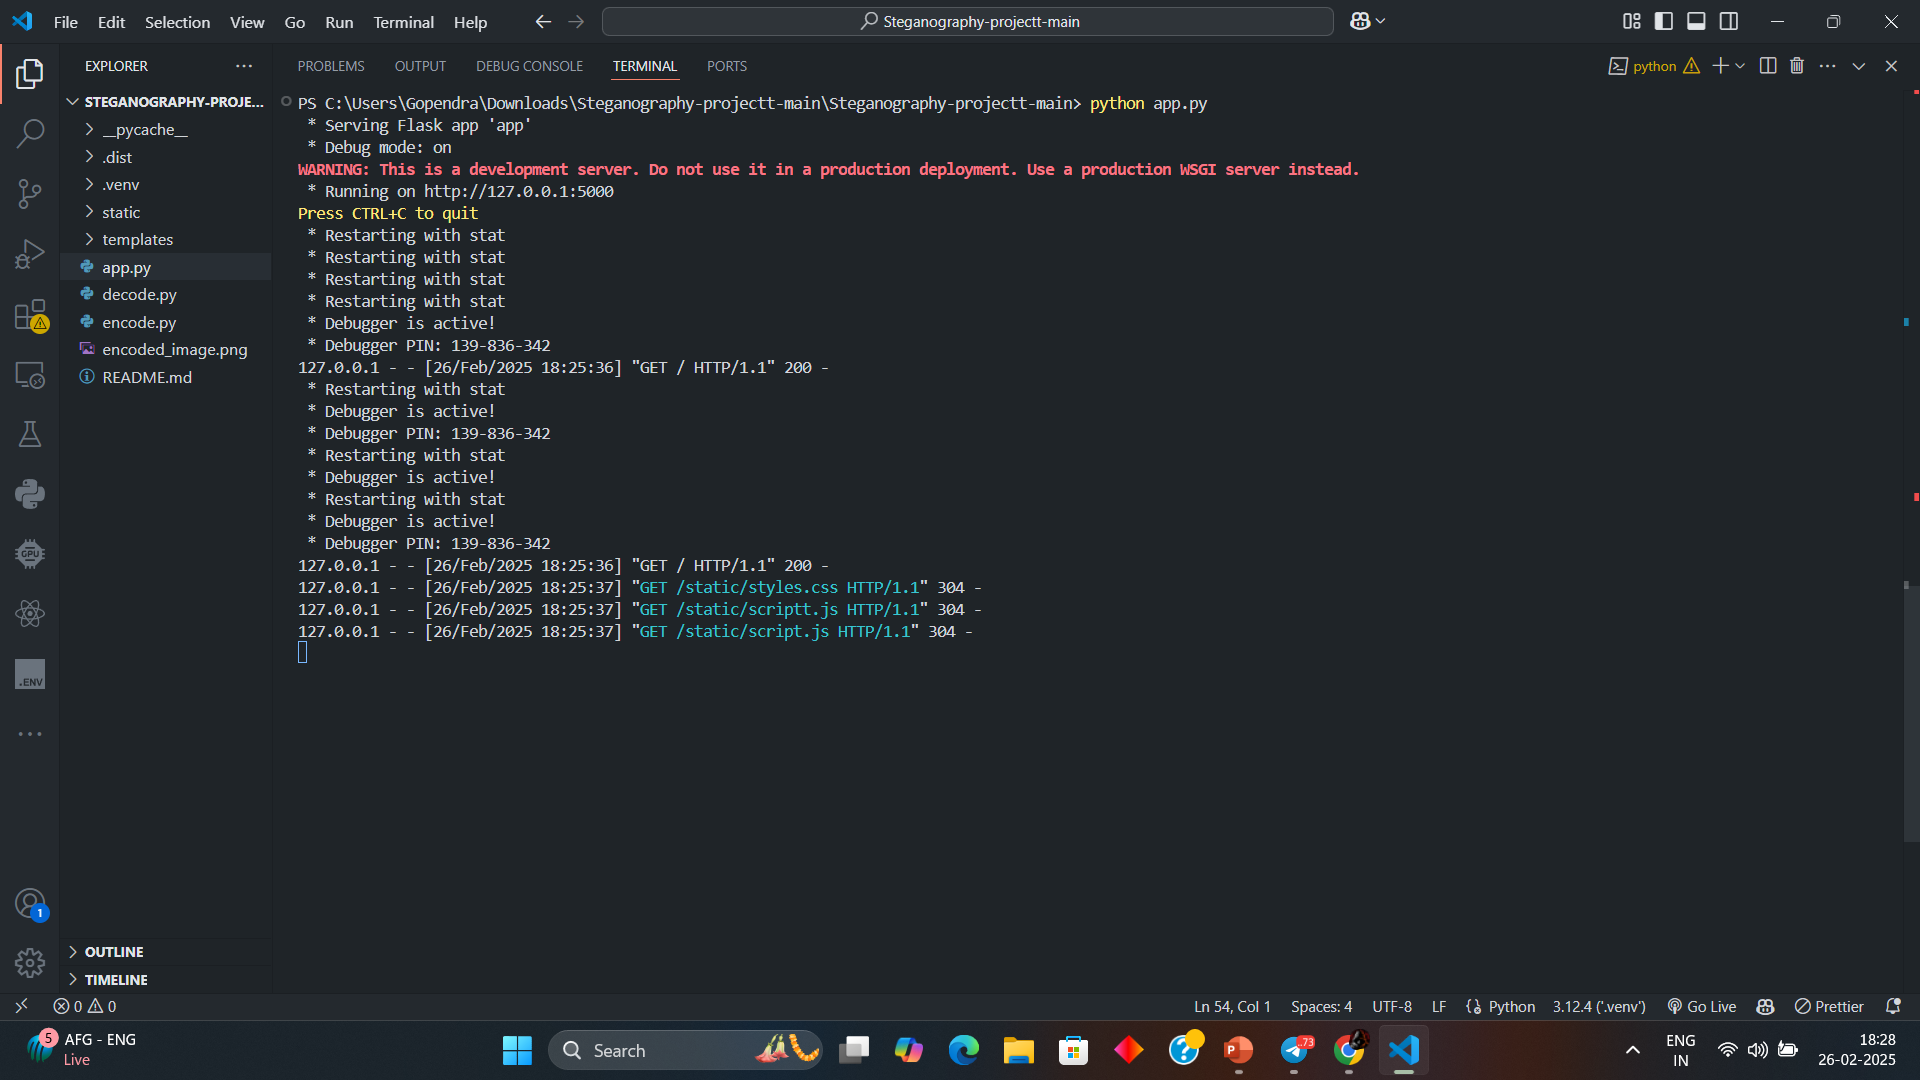 File Edit Selection View Go Run Terminal Help
Steganography-projectt-main
EXPLORER
PROBLEMS OUTPUT DEBUG CONSOLE TERMINAL PORTS
python
STEGANOGRAPHY-PROJE...
__pycache__
.dist
.venv
static
templates
app.py
decode.py
encode.py
encoded_image.png
README.md
PS C:\Users\Gopendra\Downloads\Steganography-projectt-main\Steganography-projectt-main> python app.py
* Serving Flask app 'app'
* Debug mode: on
WARNING: This is a development server. Do not use it in a production deployment. Use a production WSGI server instead.
* Running on http://127.0.0.1:5000
Press CTRL+C to quit
* Restarting with stat
* Restarting with stat
* Restarting with stat
* Restarting with stat
* Debugger is active!
* Debugger PIN: 139-836-342
127.0.0.1 - - [26/Feb/2025 18:25:36] "GET / HTTP/1.1" 200 -
* Restarting with stat
* Debugger is active!
* Debugger PIN: 139-836-342
* Restarting with stat
* Debugger is active!
* Restarting with stat
* Debugger is active!
* Debugger PIN: 139-836-342
127.0.0.1 - - [26/Feb/2025 18:25:36] "GET / HTTP/1.1" 200 -
127.0.0.1 - - [26/Feb/2025 18:25:37] "GET /static/styles.css HTTP/1.1" 304 -
127.0.0.1 - - [26/Feb/2025 18:25:37] "GET /static/scriptt.js HTTP/1.1" 304 -
127.0.0.1 - - [26/Feb/2025 18:25:37] "GET /static/script.js HTTP/1.1" 304 -
GPU
.ENV
1
OUTLINE
TIMELINE
0 0
Ln 54, Col 1 Spaces: 4 UTF-8 LF {} Python 3.12.4 ('.venv') Go Live Prettier
5
AFG - ENG
Live
Search
P
73
ENG
IN
18:28
26-02-2025